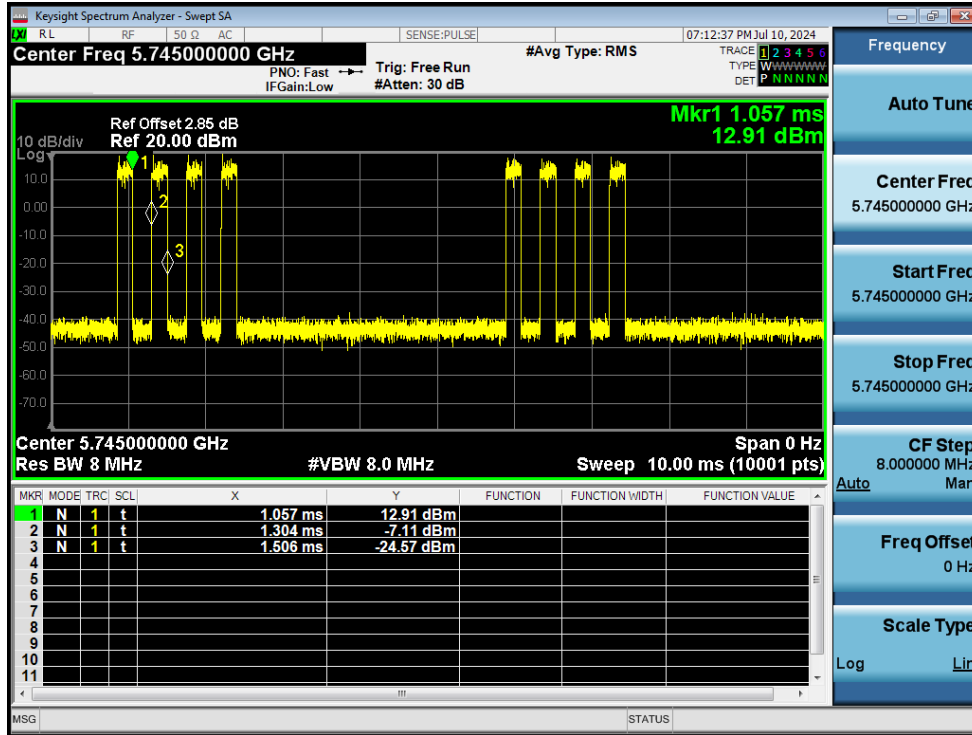 Keysight Spectrum Analyzer - Swept SA
LXI RL RF 50 Ω AC SENSE:PULSE 07:12:37 PM Jul 10, 2024
Center Freq 5.745000000 GHz #Avg Type: RMS TRACE 1 2 3 4 5 6
PNO: Fast Trig: Free Run TYPE WWWWWW
IFGain:Low #Atten: 30 dB DET P N N N N N
Mkr1 1.057 ms
12.91 dBm
Ref Offset 2.85 dB
10 dB/div Ref 20.00 dBm
Log
1
10.0
0.00
2
-10.0
3
-20.0
-30.0
-40.0
-50.0
-60.0
-70.0
Center 5.745000000 GHz Span 0 Hz
Res BW 8 MHz #VBW 8.0 MHz Sweep 10.00 ms (10001 pts)
MKR MODE TRC SCL X Y FUNCTION FUNCTION WIDTH FUNCTION VALUE
1 N 1 t 1.057 ms 12.91 dBm
2 N 1 t 1.304 ms -7.11 dBm
3 N 1 t 1.506 ms -24.57 dBm
4
5
6
7
8
9
10
11
MSG STATUS
Frequency
Auto Tune
Center Freq
5.745000000 GHz
Start Freq
5.745000000 GHz
Stop Freq
5.745000000 GHz
CF Step
8.000000 MHz
Auto Man
Freq Offset
0 Hz
Scale Type
Log Lin